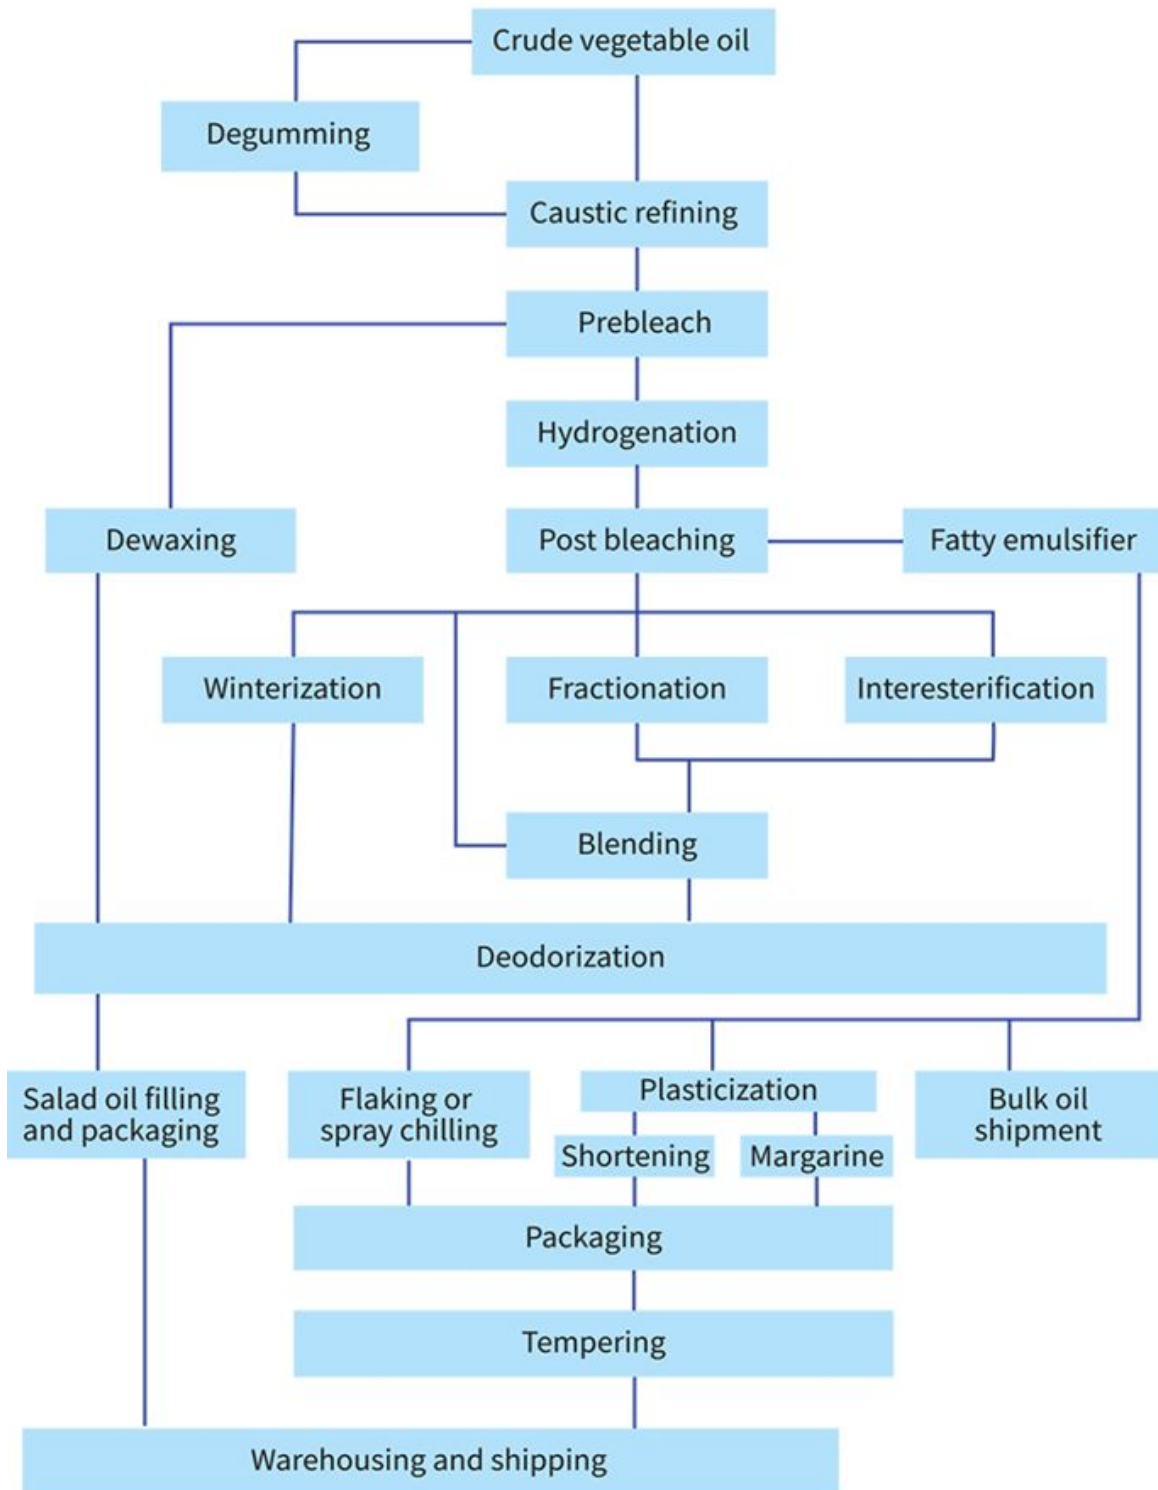 Crude vegetable oil
Degumming
Caustic refining
Prebleach
Hydrogenation
Dewaxing
Post bleaching
Fatty emulsifier
Winterization
Fractionation
Interesterification
Blending
Deodorization
Salad oil filling
and packaging
Flaking or
spray chilling
Plasticization
Shortening
Margarine
Bulk oil
shipment
Packaging
Tempering
Warehousing and shipping